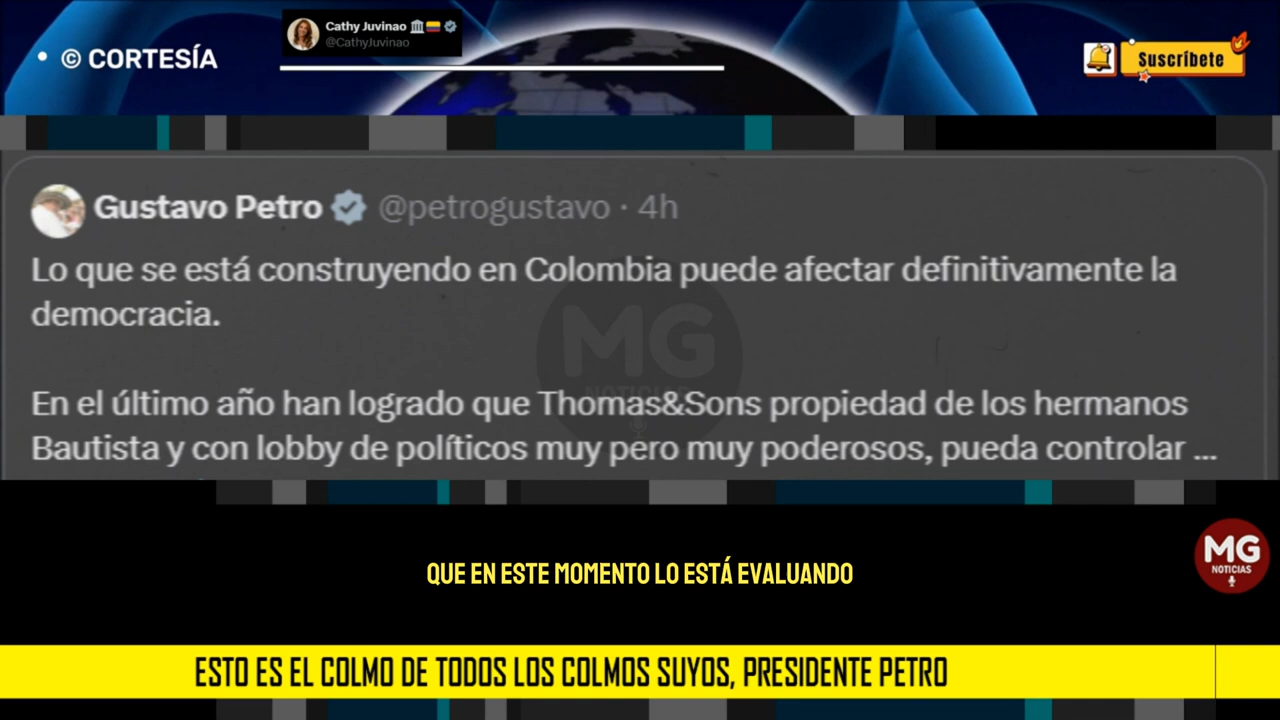 Cathy Juvinao
@CathyJuvinao
• © CORTESÍA
Suscríbete
Gustavo Petro @petrogustavo · 4h
Lo que se está construyendo en Colombia puede afectar definitivamente la
democracia.
En el último año han logrado que Thomas&Sons propiedad de los hermanos
Bautista y con lobby de políticos muy pero muy poderosos, pueda controlar ...
MG
NOTICIAS
QUE EN ESTE MOMENTO LO ESTÁ EVALUANDO
MG
NOTICIAS
ESTO ES EL COLMO DE TODOS LOS COLMOS SUYOS, PRESIDENTE PETRO